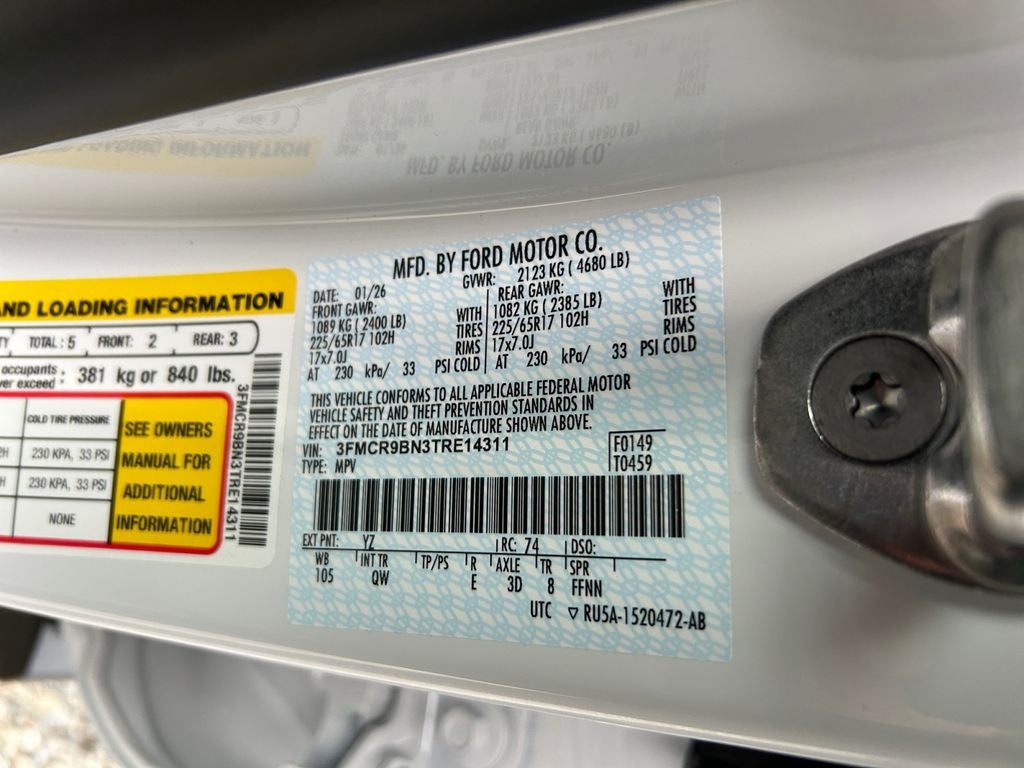 AND LOADING INFORMATION
TOTAL: 5 FRONT: 2 REAR: 3
occupants
er exceed : 381 kg or 840 lbs.
COLD TIRE PRESSURE
230 KPA, 33 PSI
230 KPA, 33 PSI
NONE
SEE OWNERS
MANUAL FOR
ADDITIONAL
INFORMATION
3FMCR9BN3TRE14311
MFD. BY FORD MOTOR CO.
DATE: 01/26 GVWR: 2123 KG ( 4680 LB)
FRONT GAWR: REAR GAWR:
1089 KG ( 2400 LB) WITH 1082 KG ( 2385 LB) WITH
225/65R17 102H TIRES 225/65R17 102H TIRES
17x7.0J RIMS 17x7.0J RIMS
AT 230 kPa/ 33 PSI COLD AT 230 kPa/ 33 PSI COLD
THIS VEHICLE CONFORMS TO ALL APPLICABLE FEDERAL MOTOR
VEHICLE SAFETY AND THEFT PREVENTION STANDARDS IN
EFFECT ON THE DATE OF MANUFACTURE SHOWN ABOVE.
VIN: 3FMCR9BN3TRE14311 F0149
TYPE: MPV T0459
EXT PNT: YZ RC: 74 DSO:
WB INT TR TP/PS R AXLE TR SPR
105 QW E 3D 8 FFNN
UTC ▽ RU5A-1520472-AB